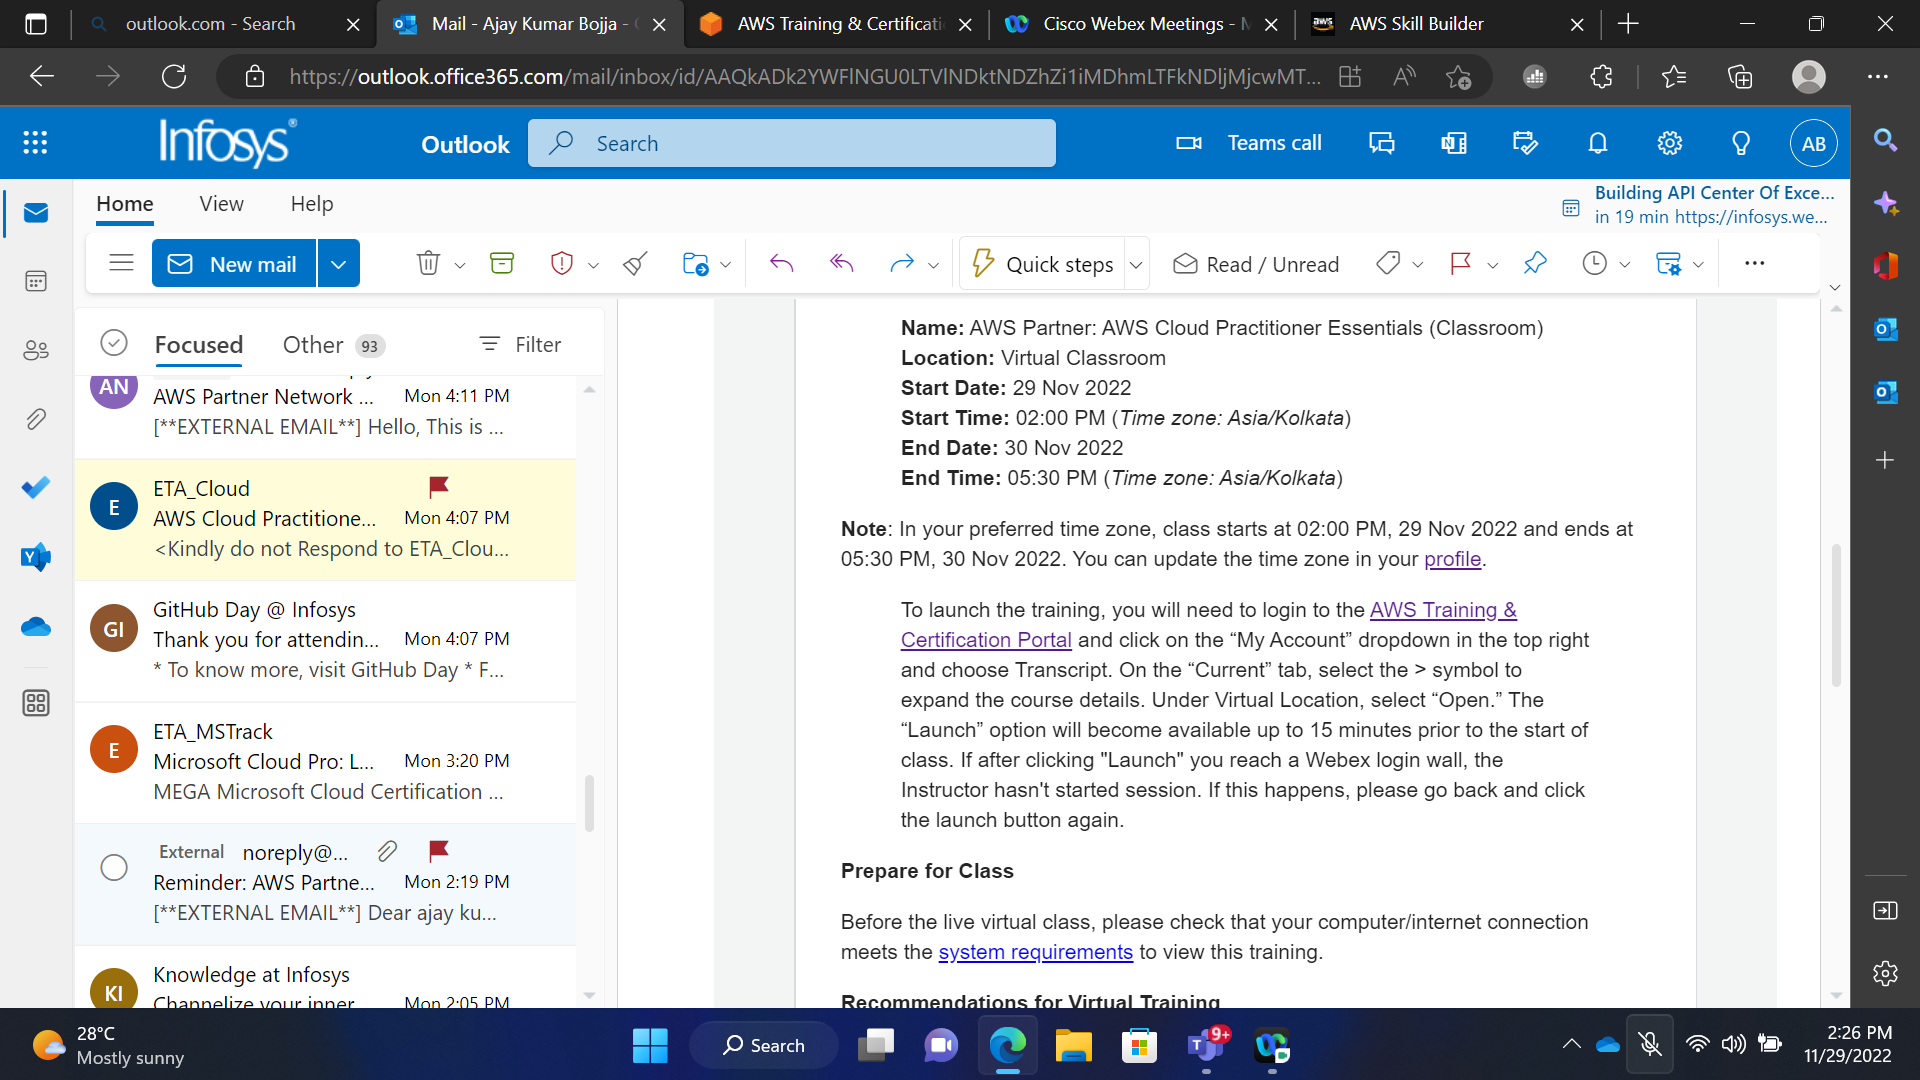 outlook.com - Search
Mail - Ajay Kumar Bojja -
AWS Training & Certificati
Cisco Webex Meetings -
AWS Skill Builder
https://outlook.office365.com/mail/inbox/id/AAQkADk2YWFlNGU0LTVlNDktNDZhZi1iMDhmLTFkNDljMjcwMT...
Infosys®
Outlook
Search
Teams call
AB
Home
View
Help
Building API Center Of Exce...
in 19 min https://infosys.we...
New mail
Quick steps
Read / Unread
Focused
Other 93
Filter
AN
AWS Partner Network ... Mon 4:11 PM
[**EXTERNAL EMAIL**] Hello, This is ...
E
ETA_Cloud
AWS Cloud Practitione... Mon 4:07 PM
<Kindly do not Respond to ETA_Clou...
GI
GitHub Day @ Infosys
Thank you for attendin... Mon 4:07 PM
* To know more, visit GitHub Day * F...
E
ETA_MSTrack
Microsoft Cloud Pro: L... Mon 3:20 PM
MEGA Microsoft Cloud Certification ...
External noreply@...
Reminder: AWS Partne... Mon 2:19 PM
[**EXTERNAL EMAIL**] Dear ajay ku...
KI
Knowledge at Infosys
Channelize your inner Mon 2:05 PM
Name: AWS Partner: AWS Cloud Practitioner Essentials (Classroom)
Location: Virtual Classroom
Start Date: 29 Nov 2022
Start Time: 02:00 PM (Time zone: Asia/Kolkata)
End Date: 30 Nov 2022
End Time: 05:30 PM (Time zone: Asia/Kolkata)
Note: In your preferred time zone, class starts at 02:00 PM, 29 Nov 2022 and ends at
05:30 PM, 30 Nov 2022. You can update the time zone in your profile.
To launch the training, you will need to login to the AWS Training &
Certification Portal and click on the “My Account” dropdown in the top right
and choose Transcript. On the “Current” tab, select the > symbol to
expand the course details. Under Virtual Location, select “Open.” The
“Launch” option will become available up to 15 minutes prior to the start of
class. If after clicking "Launch" you reach a Webex login wall, the
Instructor hasn't started session. If this happens, please go back and click
the launch button again.
Prepare for Class
Before the live virtual class, please check that your computer/internet connection
meets the system requirements to view this training.
Recommendations for Virtual Training
28°C
Mostly sunny
Search
9+
2:26 PM
11/29/2022